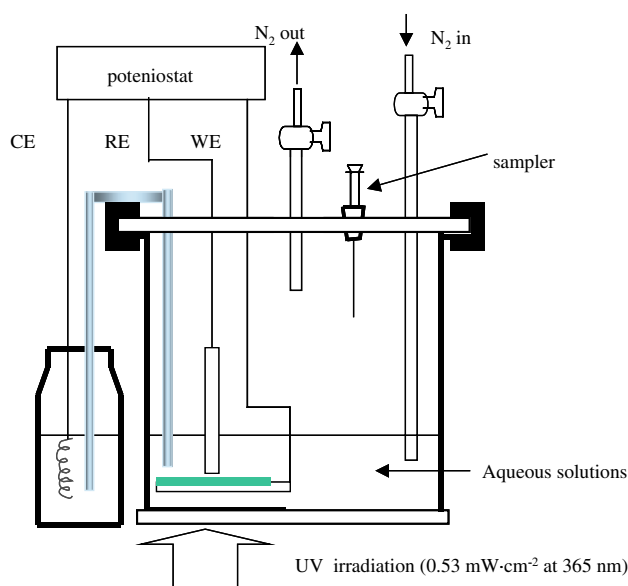 N₂ out
N₂ in
poteniostat
CE
RE
WE
sampler
Aqueous solutions
UV irradiation (0.53 mW·cm⁻² at 365 nm)